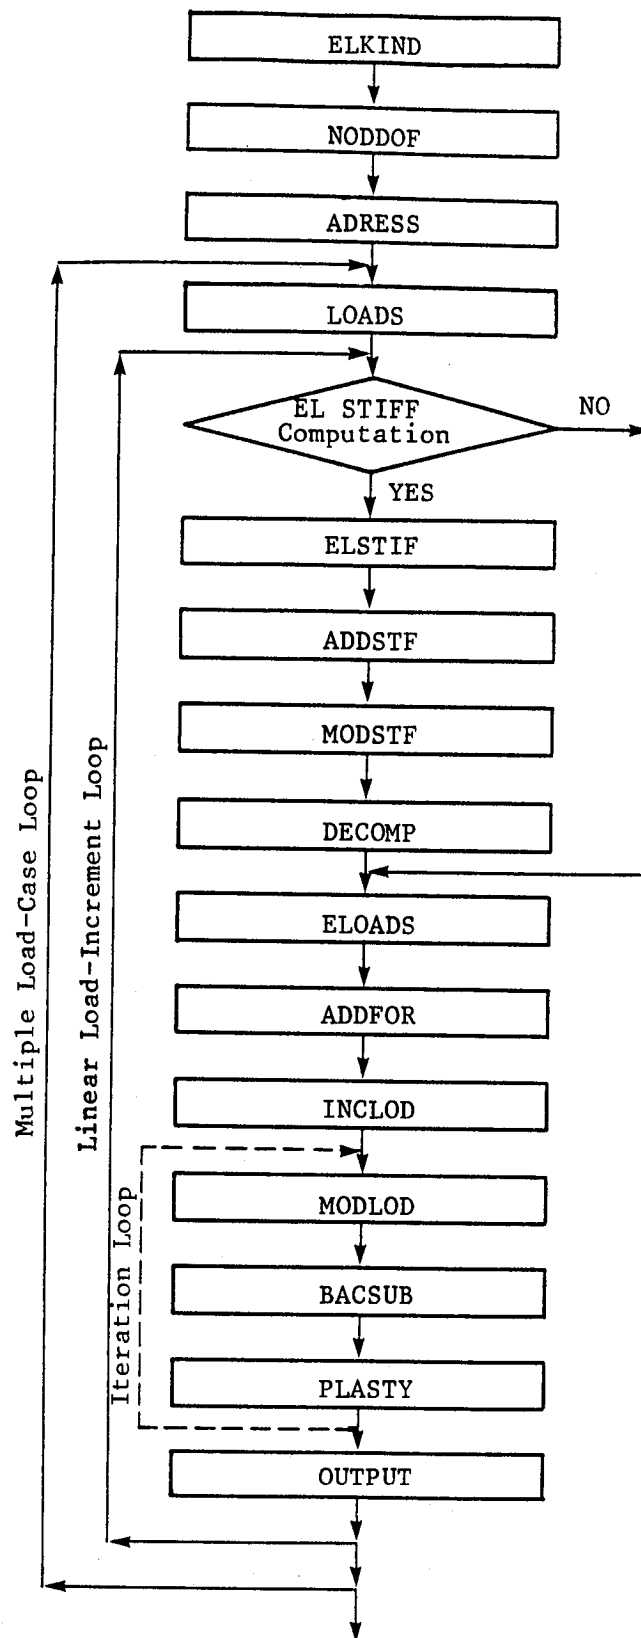 ELKIND
NODDOF
ADRESS
LOADS
EL STIFF
Computation
NO
YES
ELSTIF
ADDSTF
MODSTF
DECOMP
ELOADS
ADDFOR
INCLOD
MODLOD
BACSUB
PLASTY
OUTPUT
Multiple Load-Case Loop
Linear Load-Increment Loop
Iteration Loop